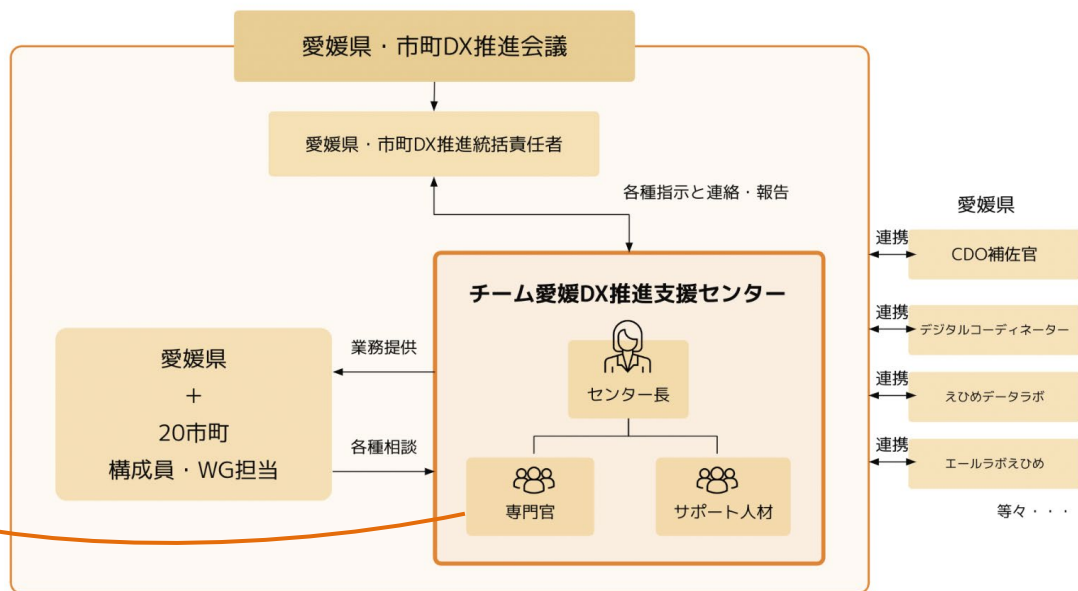 愛媛県・市町DX推進会議
愛媛県・市町DX推進統括責任者
各種指示と連絡・報告
チーム愛媛DX推進支援センター
センター長
専門官
サポート人材
業務提供
各種相談
愛媛県
+
20市町
構成員・WG担当
愛媛県
連携
CDO補佐官
連携
デジタルコーディネーター
連携
えひめデータラボ
連携
エールラボえひめ
等々・・・